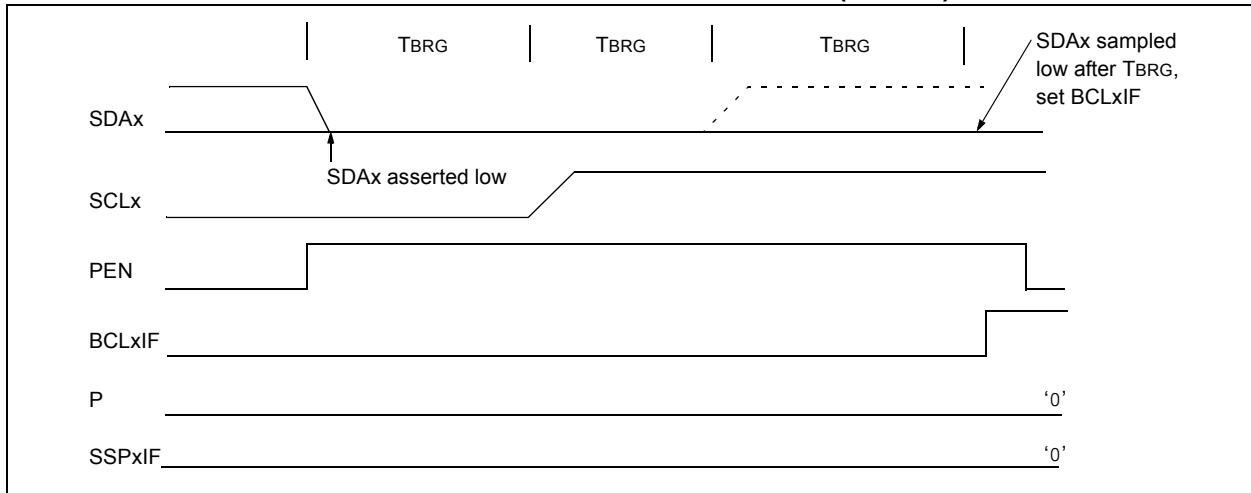 TBRG TBRG TBRG
SDAx sampled
low after TBRG,
set BCLxIF
SDAx
SDAx asserted low
SCLx
PEN
BCLxIF
P '0'
SSPxIF '0'